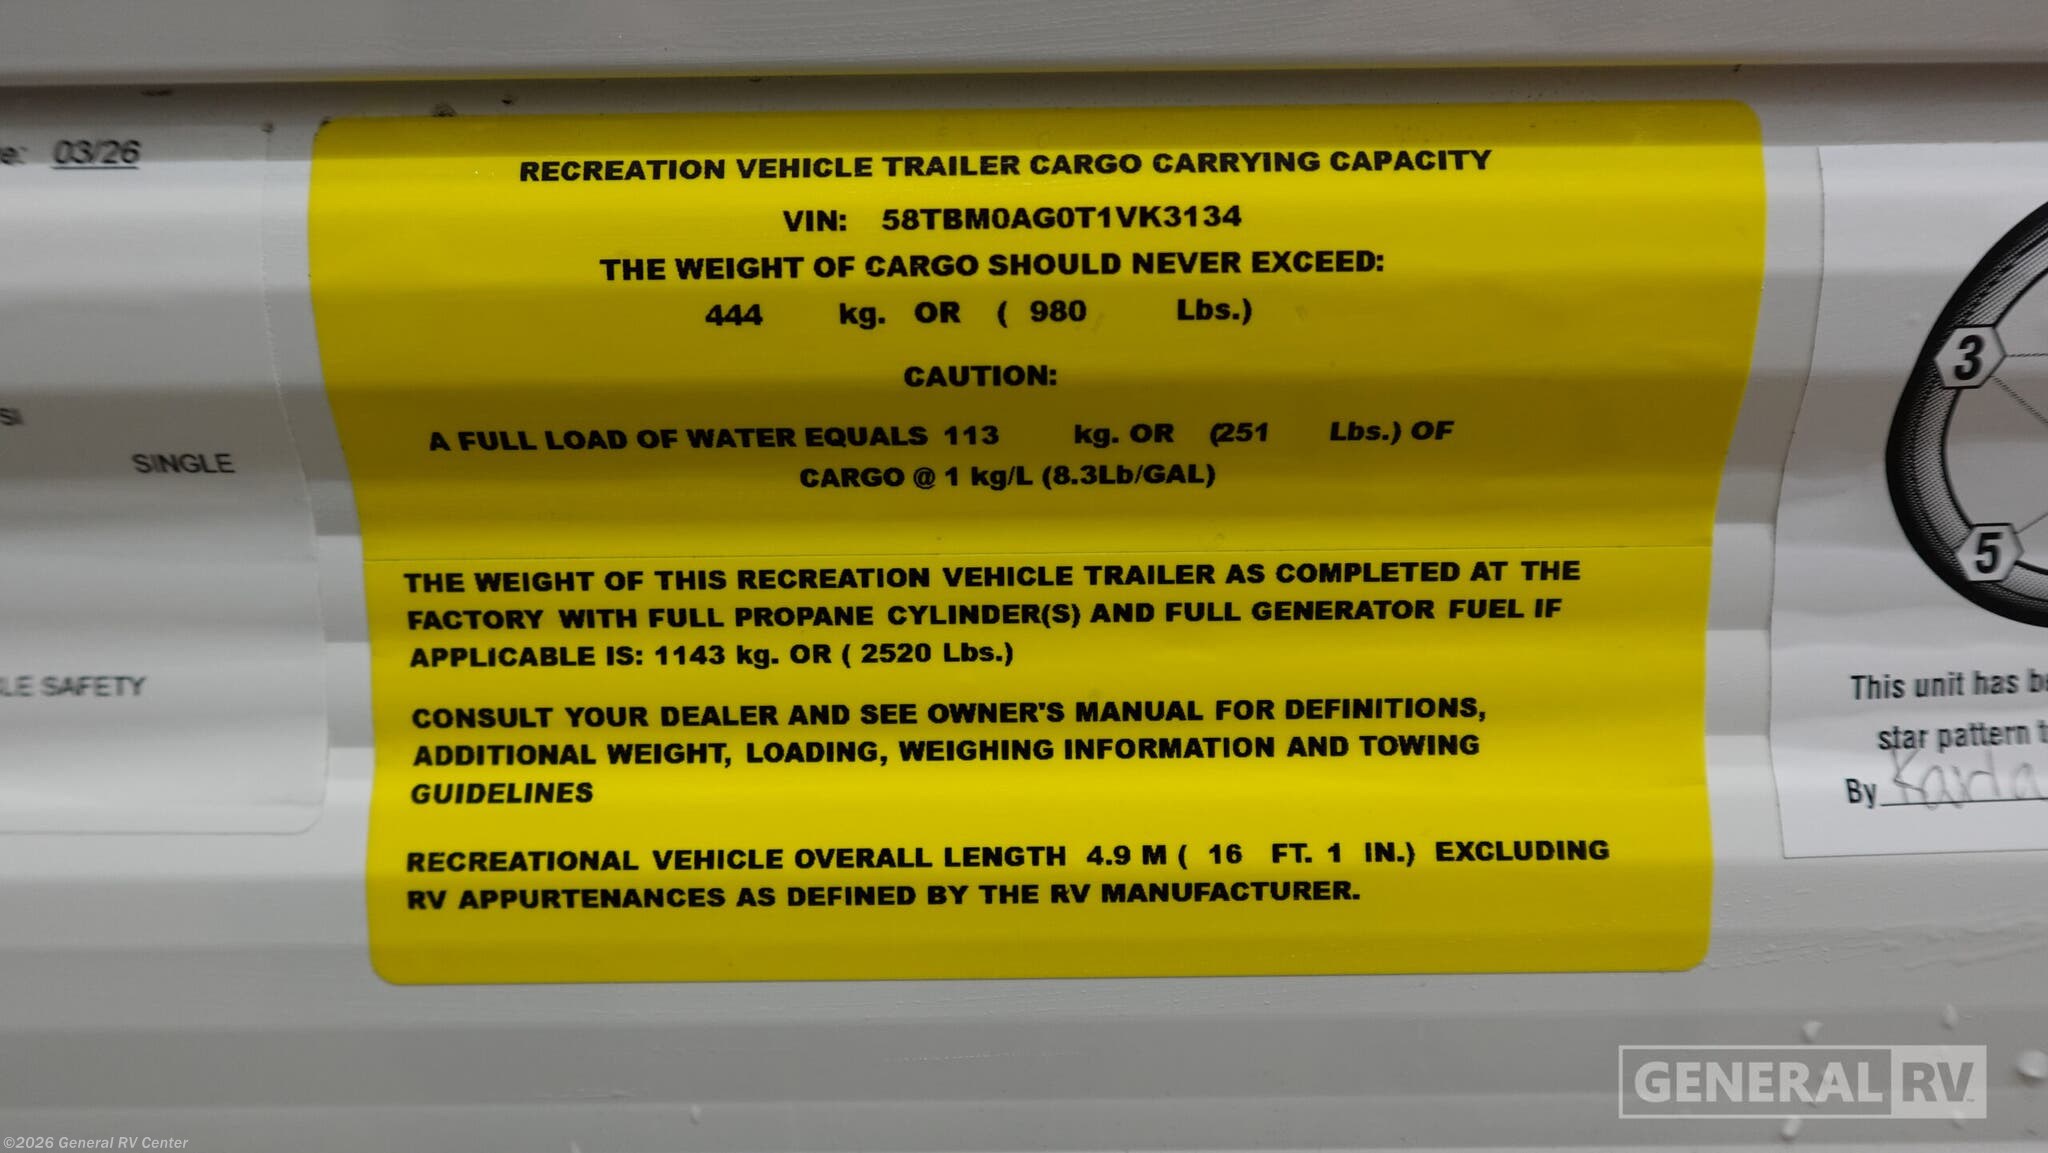 03/26
SINGLE
SAFETY
RECREATION VEHICLE TRAILER CARGO CARRYING CAPACITY
VIN: 58TBM0AG0T1VK3134
THE WEIGHT OF CARGO SHOULD NEVER EXCEED:
444 kg. OR ( 980 Lbs.)
CAUTION:
A FULL LOAD OF WATER EQUALS 113 kg. OR (251 Lbs.) OF
CARGO @ 1 kg/L (8.3Lb/GAL)
THE WEIGHT OF THIS RECREATION VEHICLE TRAILER AS COMPLETED AT THE
FACTORY WITH FULL PROPANE CYLINDER(S) AND FULL GENERATOR FUEL IF
APPLICABLE IS: 1143 kg. OR ( 2520 Lbs.)
CONSULT YOUR DEALER AND SEE OWNER'S MANUAL FOR DEFINITIONS,
ADDITIONAL WEIGHT, LOADING, WEIGHING INFORMATION AND TOWING
GUIDELINES
RECREATIONAL VEHICLE OVERALL LENGTH 4.9 M ( 16 FT. 1 IN.) EXCLUDING
RV APPURTENANCES AS DEFINED BY THE RV MANUFACTURER.
3
5
This unit has
star pattern
By Karla
GENERAL RV
©2026 General RV Center